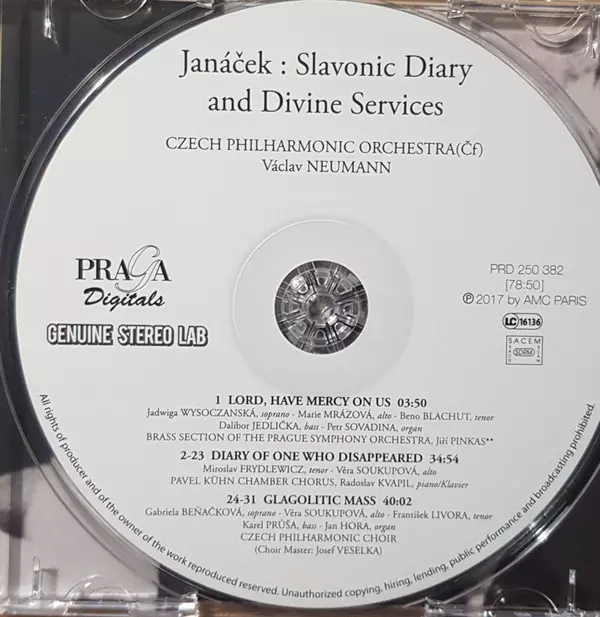 Janáček : Slavonic Diary
and Divine Services
CZECH PHILHARMONIC ORCHESTRA(Čf)
Václav NEUMANN
PRAGA
Digitals
GENUINE STEREO LAB
PRD 250 382
[78:50]
℗ 2017 by AMC PARIS
LC 16136
SACEM
SDRM
1 LORD, HAVE MERCY ON US 03:50
Jadwiga WYSOCZANSKÁ, soprano - Marie MRÁZOVÁ, alto - Beno BLACHUT, tenor
Dalibor JEDLIČKA, bass - Petr SOVADINA, organ
BRASS SECTION OF THE PRAGUE SYMPHONY ORCHESTRA, Jiří PINKAS**
2-23 DIARY OF ONE WHO DISAPPEARED 34:54
Miroslav FRYDLEWICZ, tenor - Věra SOUKUPOVÁ, alto
PAVEL KÜHN CHAMBER CHORUS, Radoslav KVAPIL, piano/Klavier
24-31 GLAGOLITIC MASS 40:02
Gabriela BEŇAČKOVÁ, soprano - Věra SOUKUPOVÁ, alto - František LIVORA, tenor
Karel PRŮŠA, bass - Jan HORA, organ
CZECH PHILHARMONIC CHOIR
(Choir Master: Josef VESELKA)
All rights of producer and of the owner of the work reproduced reserved. Unauthorized copying, hiring, lending, public performance and broadcasting prohibited.